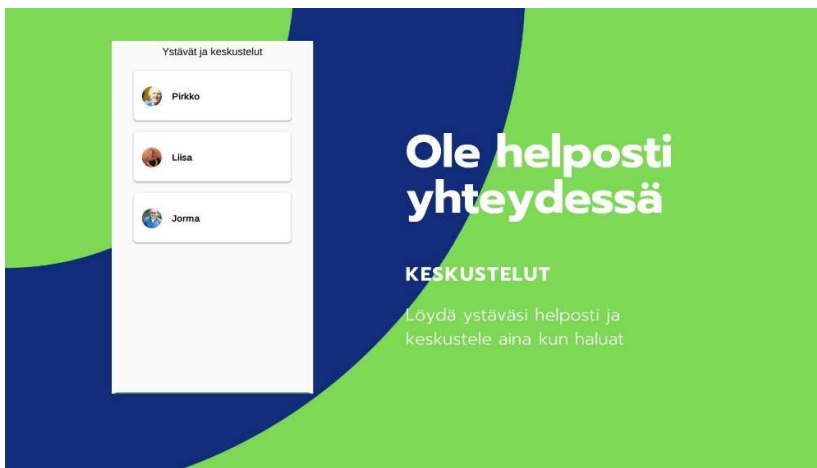 Ystävät ja keskustelut
Pirkko
Liisa
Jorma
Ole helposti
yhteydessä
KESKUSTELUT
Löydä ystäväsi helposti ja
keskustele aina kun haluat